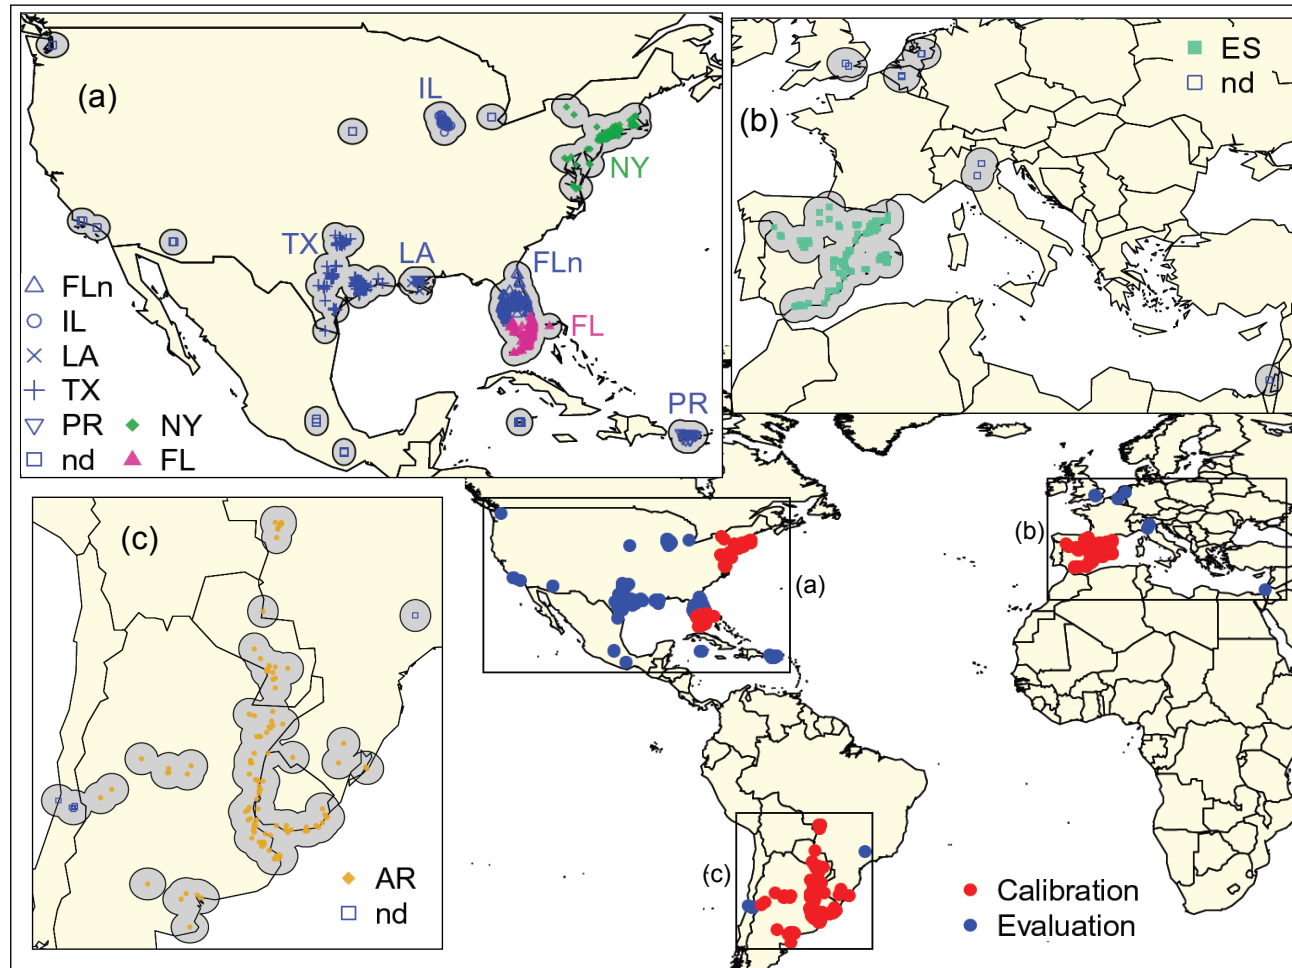 (a)
IL
NY
TX
LA
FLn
FL
PR
FLn
IL
LA
TX
PR
NY
nd
FL
(b)
ES
nd
(c)
AR
nd
(a)
(b)
(c)
Calibration
Evaluation